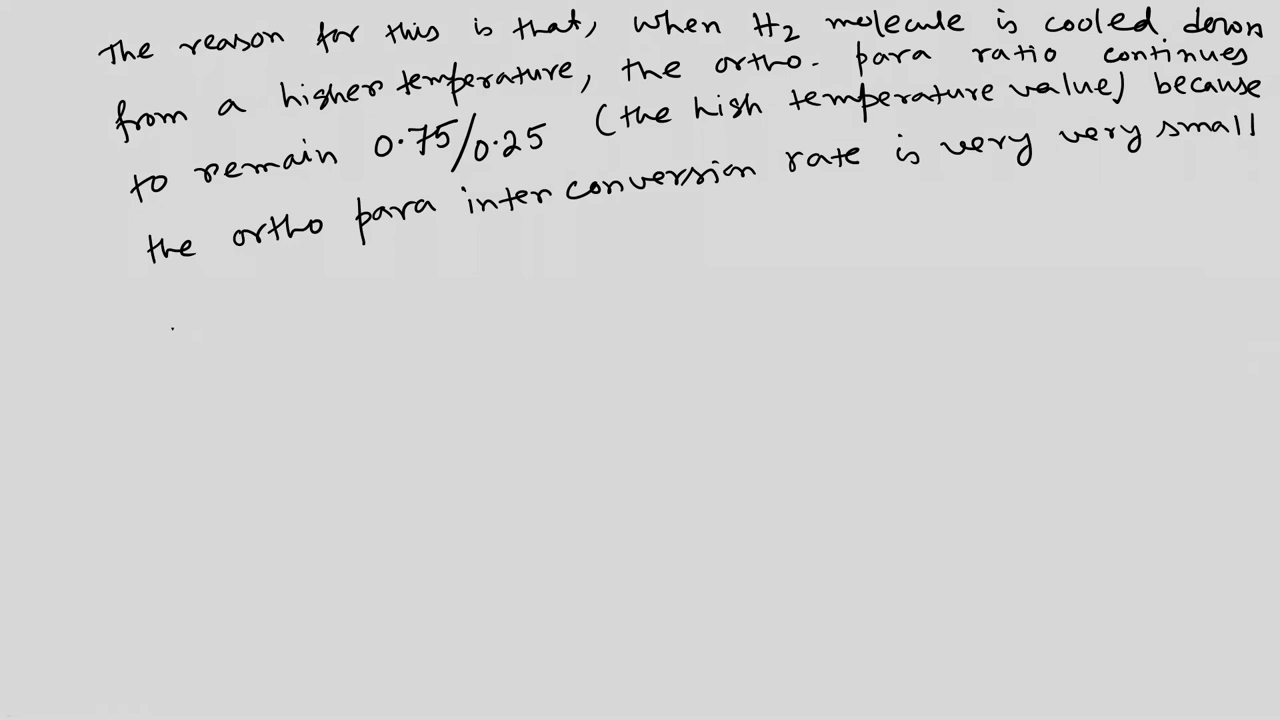 The reason for this is that, when H2 molecule is cooled down
from a higher temperature, the ortho-para ratio continues
to remain 0.75/0.25 (the high temperature value) because
the ortho para interconversion rate is very very small